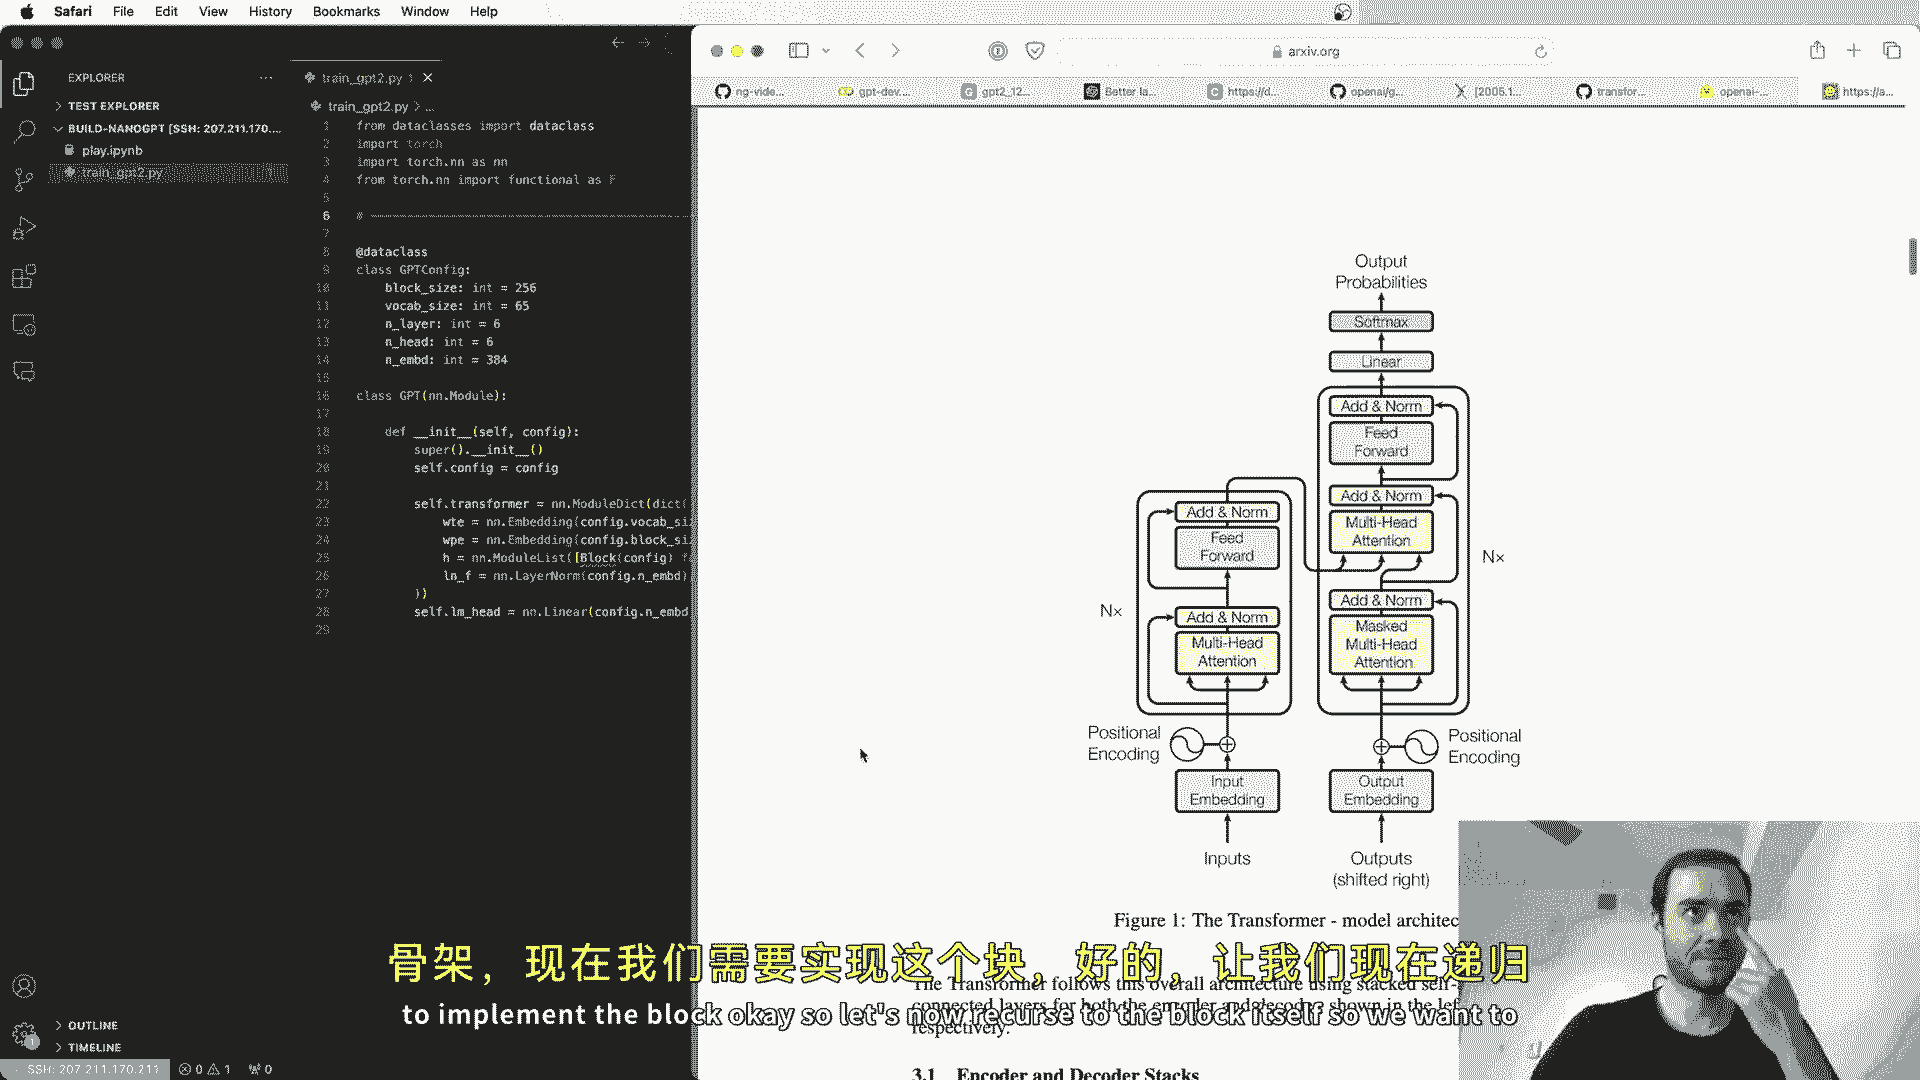 Safari File Edit View History Bookmarks Window Help
EXPLORER
TEST EXPLORER
BUILD-NANOGPT [SSH: 207.211.170....
play.ipynb
train_gpt2.py 1
OUTLINE
TIMELINE
SSH: 207.211.170.211 0 1 0
train_gpt2.py 1
train_gpt2.py > ...
1 from dataclasses import dataclass
2 import torch
3 import torch.nn as nn
4 from torch.nn import functional as F
5
6 #
7
8 @dataclass
9 class GPTConfig:
10 block_size: int = 256
11 vocab_size: int = 65
12 n_layer: int = 6
13 n_head: int = 6
14 n_embd: int = 384
15
16 class GPT(nn.Module):
17
18 def __init__(self, config):
19 super().__init__()
20 self.config = config
21
22 self.transformer = nn.ModuleDict(dict(
23 wte = nn.Embedding(config.vocab_siz
24 wpe = nn.Embedding(config.block_siz
25 h = nn.ModuleList([Block(config) f
26 ln_f = nn.LayerNorm(config.n_embd)
27 ))
28 self.lm_head = nn.Linear(config.n_embd
29
arxiv.org
ng-vide... gpt-dev.... gpt2_12... Better la... https://d... openai/g... [2005.1... transfor... openai-... https://a...
Output
Probabilities
Softmax
Linear
Add & Norm
Feed
Forward
Add & Norm
Multi-Head
Attention
Add & Norm
Masked
Multi-Head
Attention
Nx
Add & Norm
Feed
Forward
Add & Norm
Multi-Head
Attention
Nx
Positional
Encoding
Positional
Encoding
Input
Embedding
Output
Embedding
Inputs
Outputs
(shifted right)
Figure 1: The Transformer - model architec
The Transformer follows this overall architecture using stacked self-
connected layers for both the encoder and decoder, shown in the lef
respectively.
3.1 Encoder and Decoder Stacks
骨架，现在我们需要实现这个块，好的，让我们现在递归
to implement the block okay so let's now recurse to the block itself so we want to